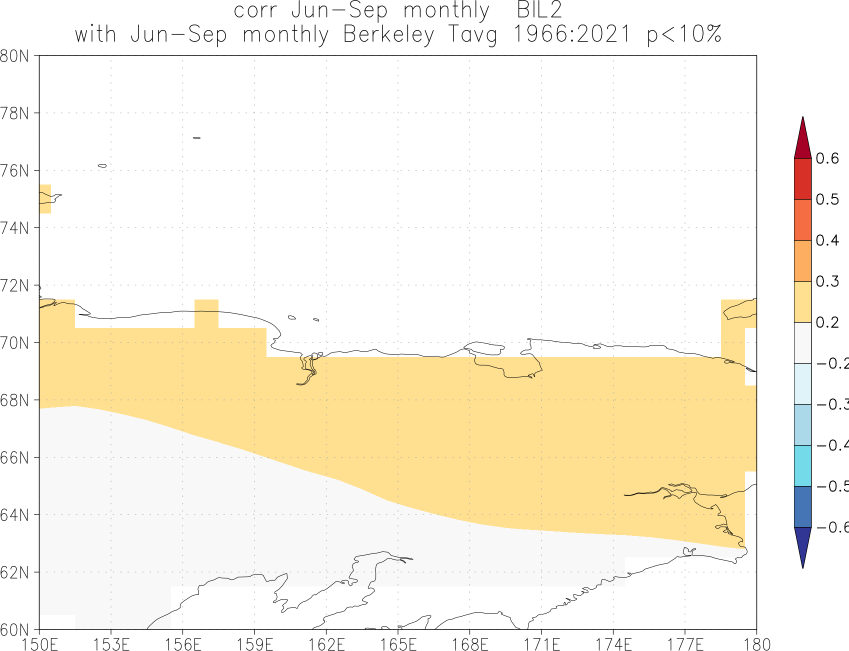 corr Jun-Sep monthly  BIL2
with Jun-Sep monthly Berkeley Tavg 1966:2021 p<10%
80N
78N
76N
74N
72N
70N
68N
66N
64N
62N
60N
150E 153E 156E 159E 162E 165E 168E 171E 174E 177E 180
0.6
0.5
0.4
0.3
0.2
-0.2
-0.3
-0.4
-0.5
-0.6